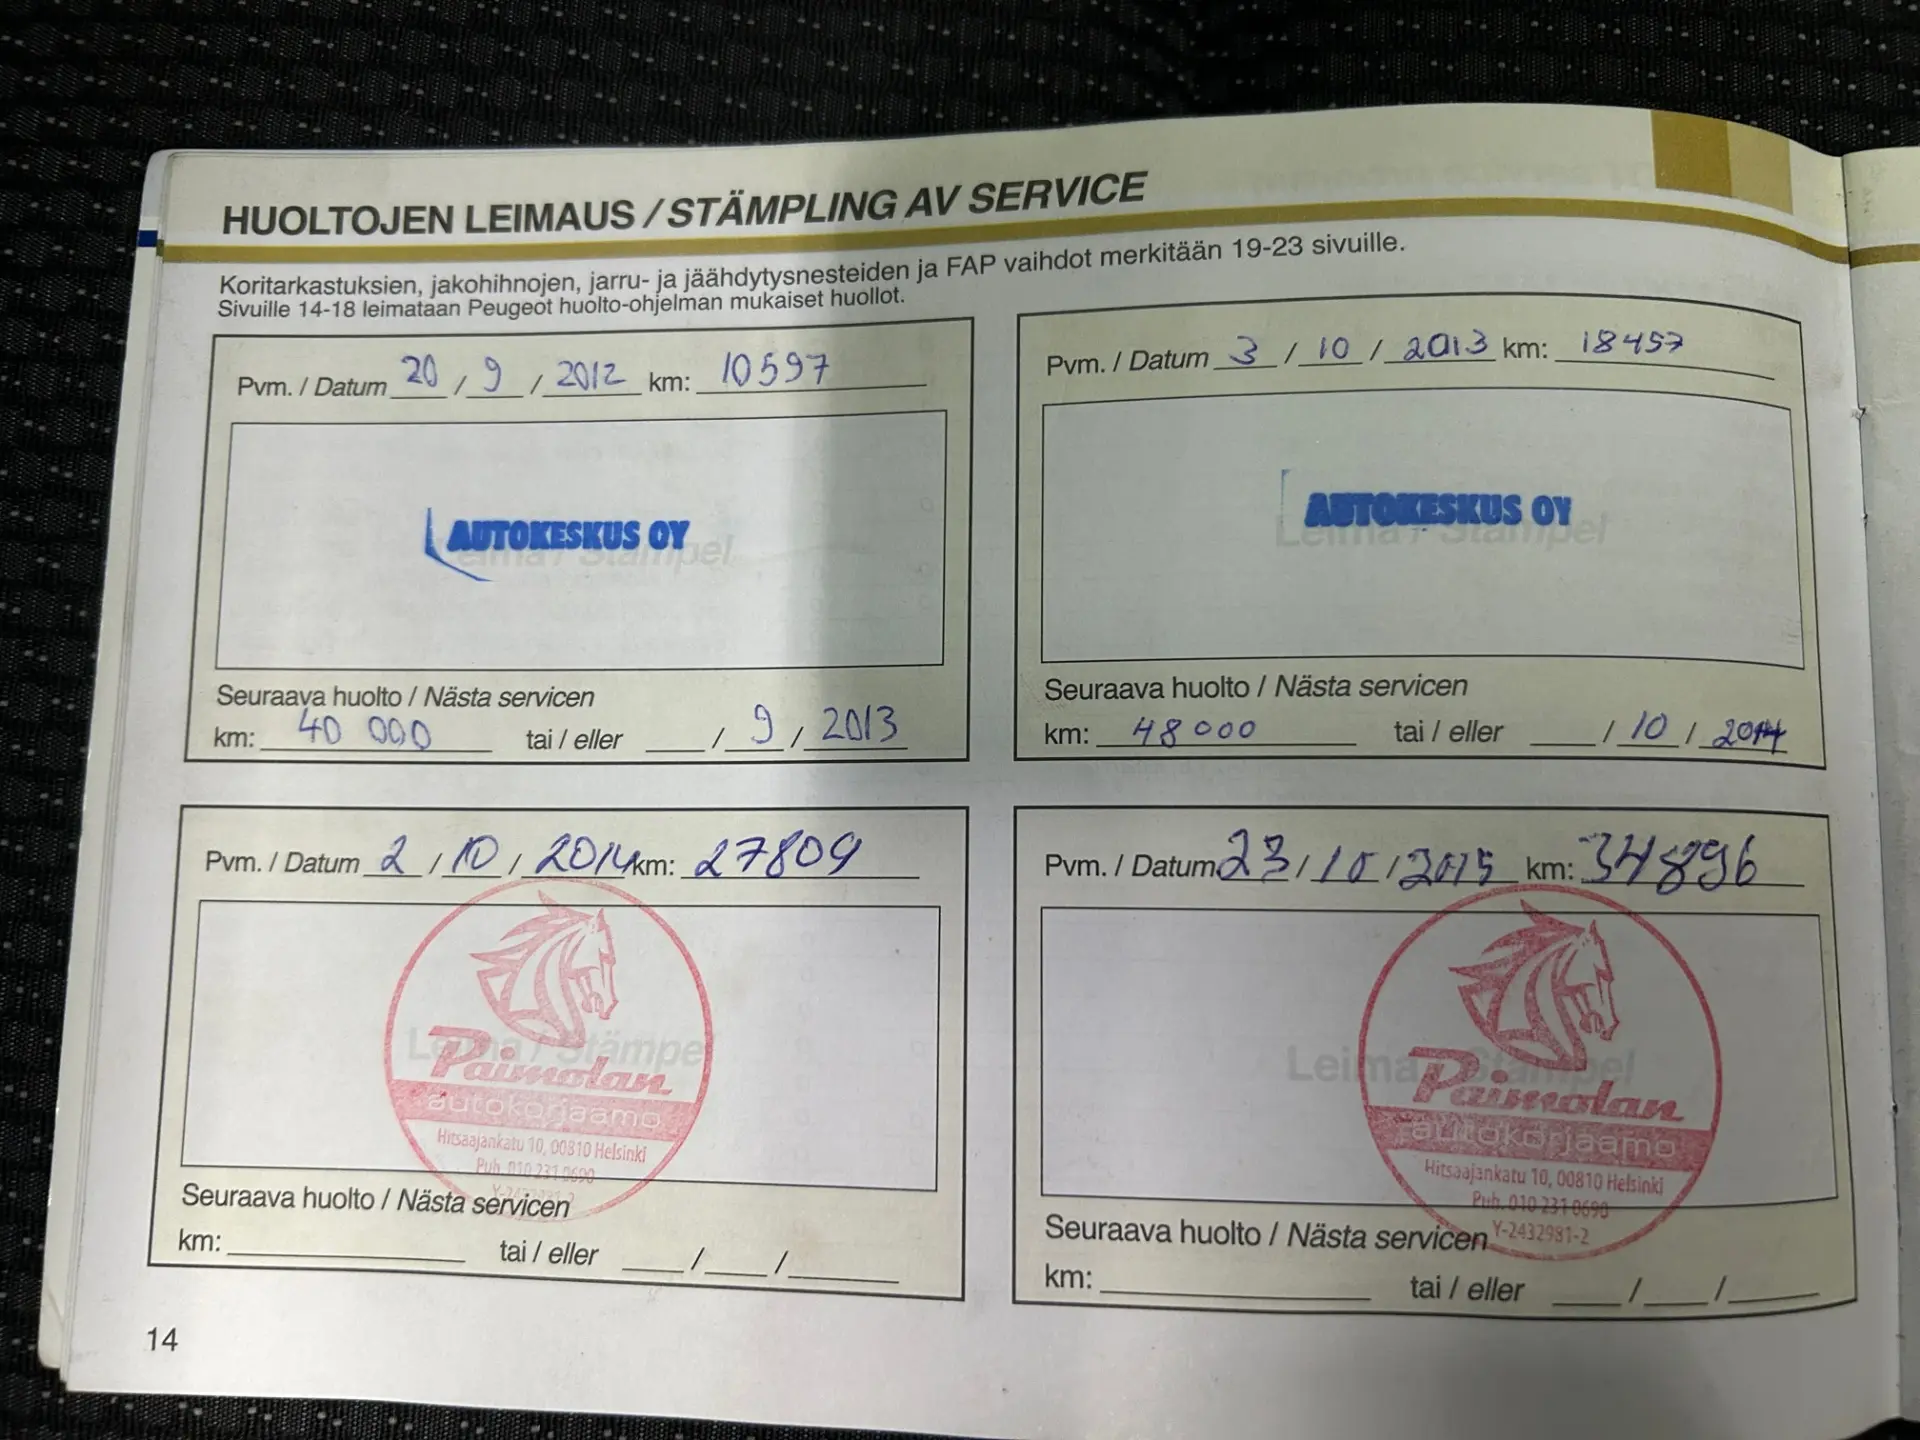 HUOLTOJEN LEIMAUS / STÄMPLING AV SERVICE
Koritarkastuksien, jakohihnojen, jarru- ja jäähdytysnesteiden ja FAP vaihdot merkitään 19-23 sivuille.
Sivuille 14-18 leimataan Peugeot huolto-ohjelman mukaiset huollot.
Pvm. / Datum 20 / 9 / 2012 km: 10597
Leima / Stämpel
AUTOKESKUS OY
Seuraava huolto / Nästa servicen
km: 40 000 tai / eller / 9 / 2013
Pvm. / Datum 3 / 10 / 2013 km: 18457
Leima / Stämpel
AUTOKESKUS OY
Seuraava huolto / Nästa servicen
km: 48000 tai / eller / 10 / 2014
Pvm. / Datum 2 / 10 / 2014 km: 27809
Leima / Stämpel
Paimolan
autokorjaamo
Hitsaajankatu 10, 00810 Helsinki
Puh. 010 231 0690
Seuraava huolto / Nästa servicen
km: tai / eller / /
Pvm. / Datum 23 / 10 / 2015 km: 34896
Leima / Stämpel
Paimolan
autokorjaamo
Hitsaajankatu 10, 00810 Helsinki
Puh. 010 231 0690
Y-2432981-2
Seuraava huolto / Nästa servicen
km: tai / eller / /
14